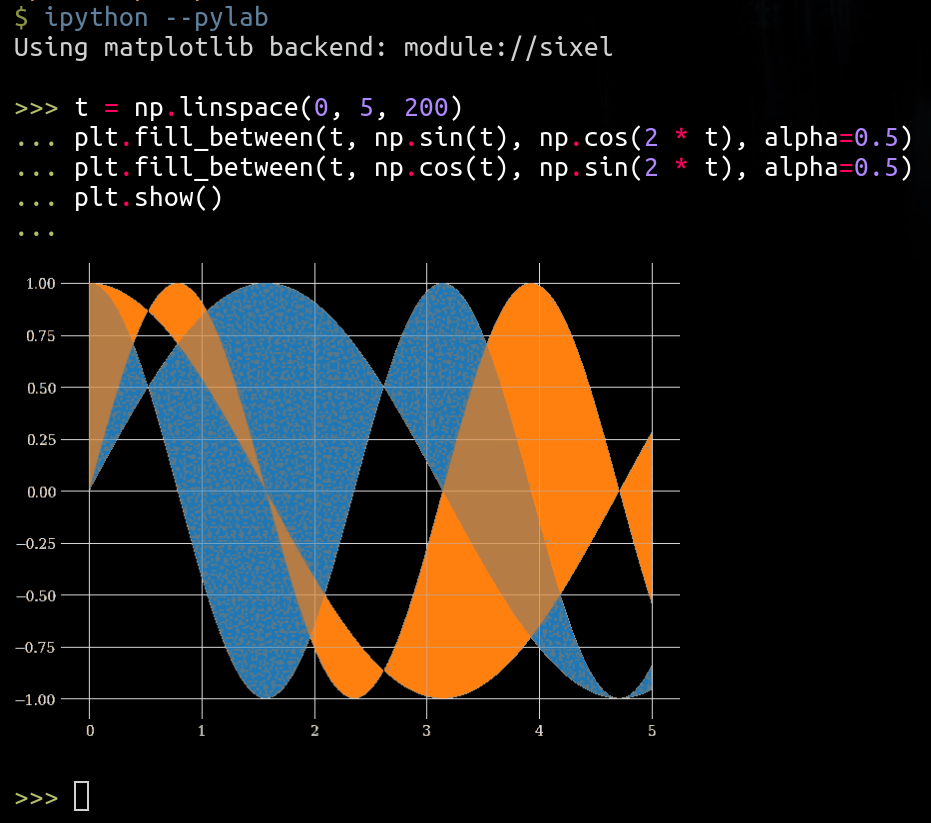 $ ipython --pylab
Using matplotlib backend: module://sixel
>>> t = np.linspace(0, 5, 200)
... plt.fill_between(t, np.sin(t), np.cos(2 * t), alpha=0.5)
... plt.fill_between(t, np.cos(t), np.sin(2 * t), alpha=0.5)
... plt.show()
...
1.00
0.75
0.50
0.25
0.00
−0.25
−0.50
−0.75
−1.00
0 1 2 3 4 5
>>>